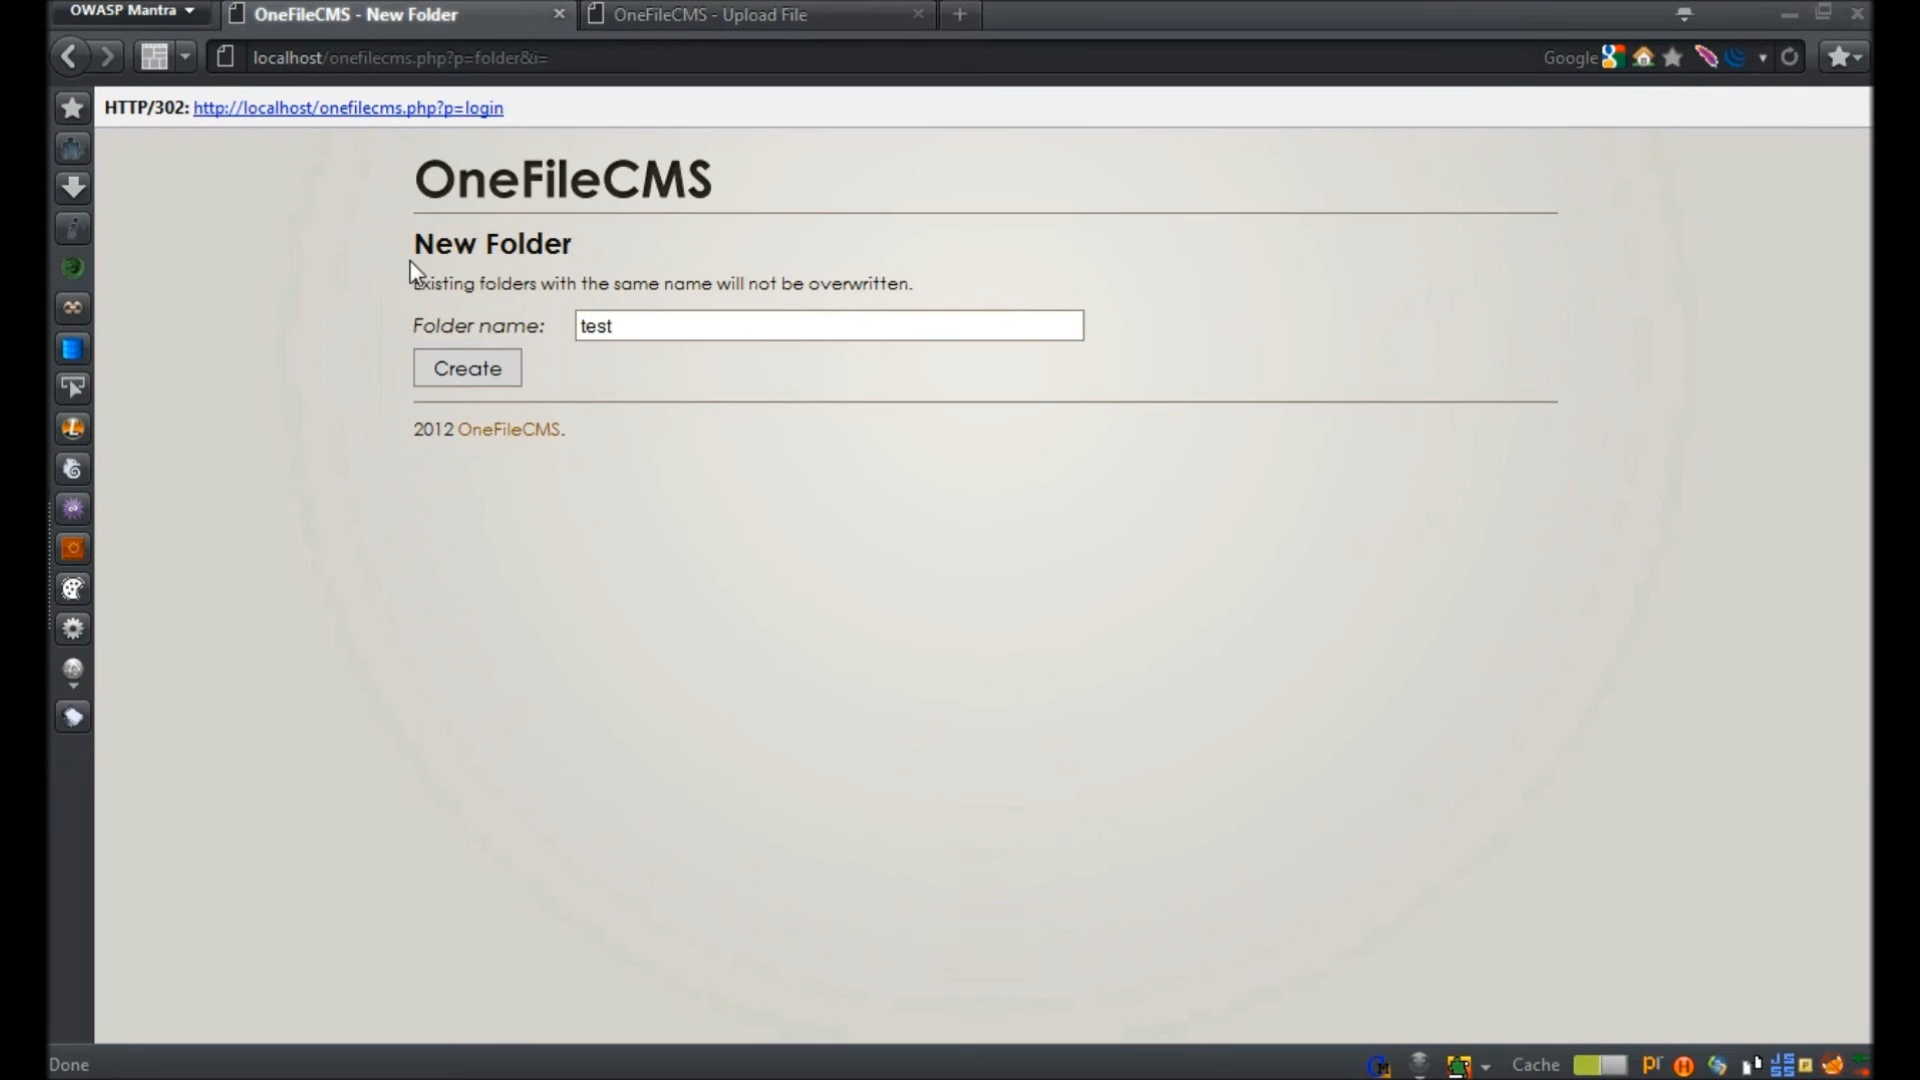 OWASP Mantra
OneFileCMS - New Folder
OneFileCMS - Upload File
localhost/onefilecms.php?p=folder&i=
Google
HTTP/302: http://localhost/onefilecms.php?p=login
OneFileCMS
New Folder
Existing folders with the same name will not be overwritten.
Folder name: test
Create
2012 OneFileCMS.
Done
Cache
pr